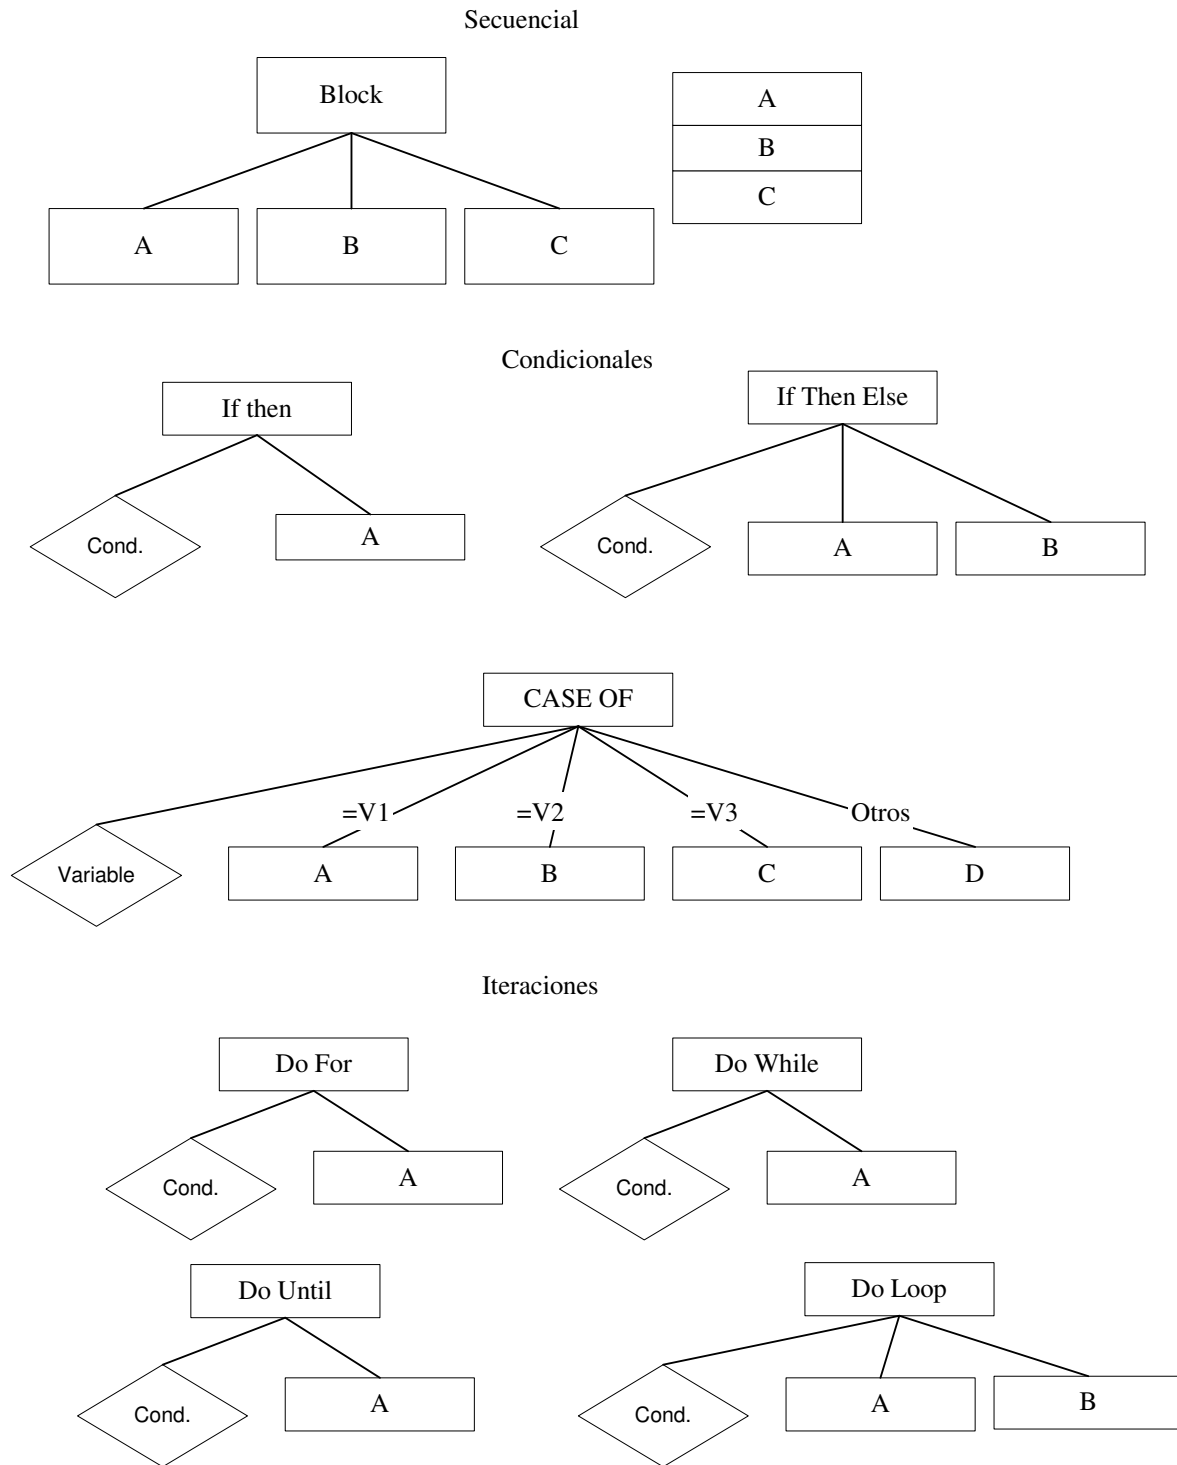 Secuencial
Block
A
B
C
A
B
C
Condicionales
If then
Cond.
A
If Then Else
Cond.
A
B
CASE OF
=V1
=V2
=V3
Otros
Variable
A
B
C
D
Iteraciones
Do For
Cond.
A
Do While
Cond.
A
Do Until
Cond.
A
Do Loop
Cond.
A
B